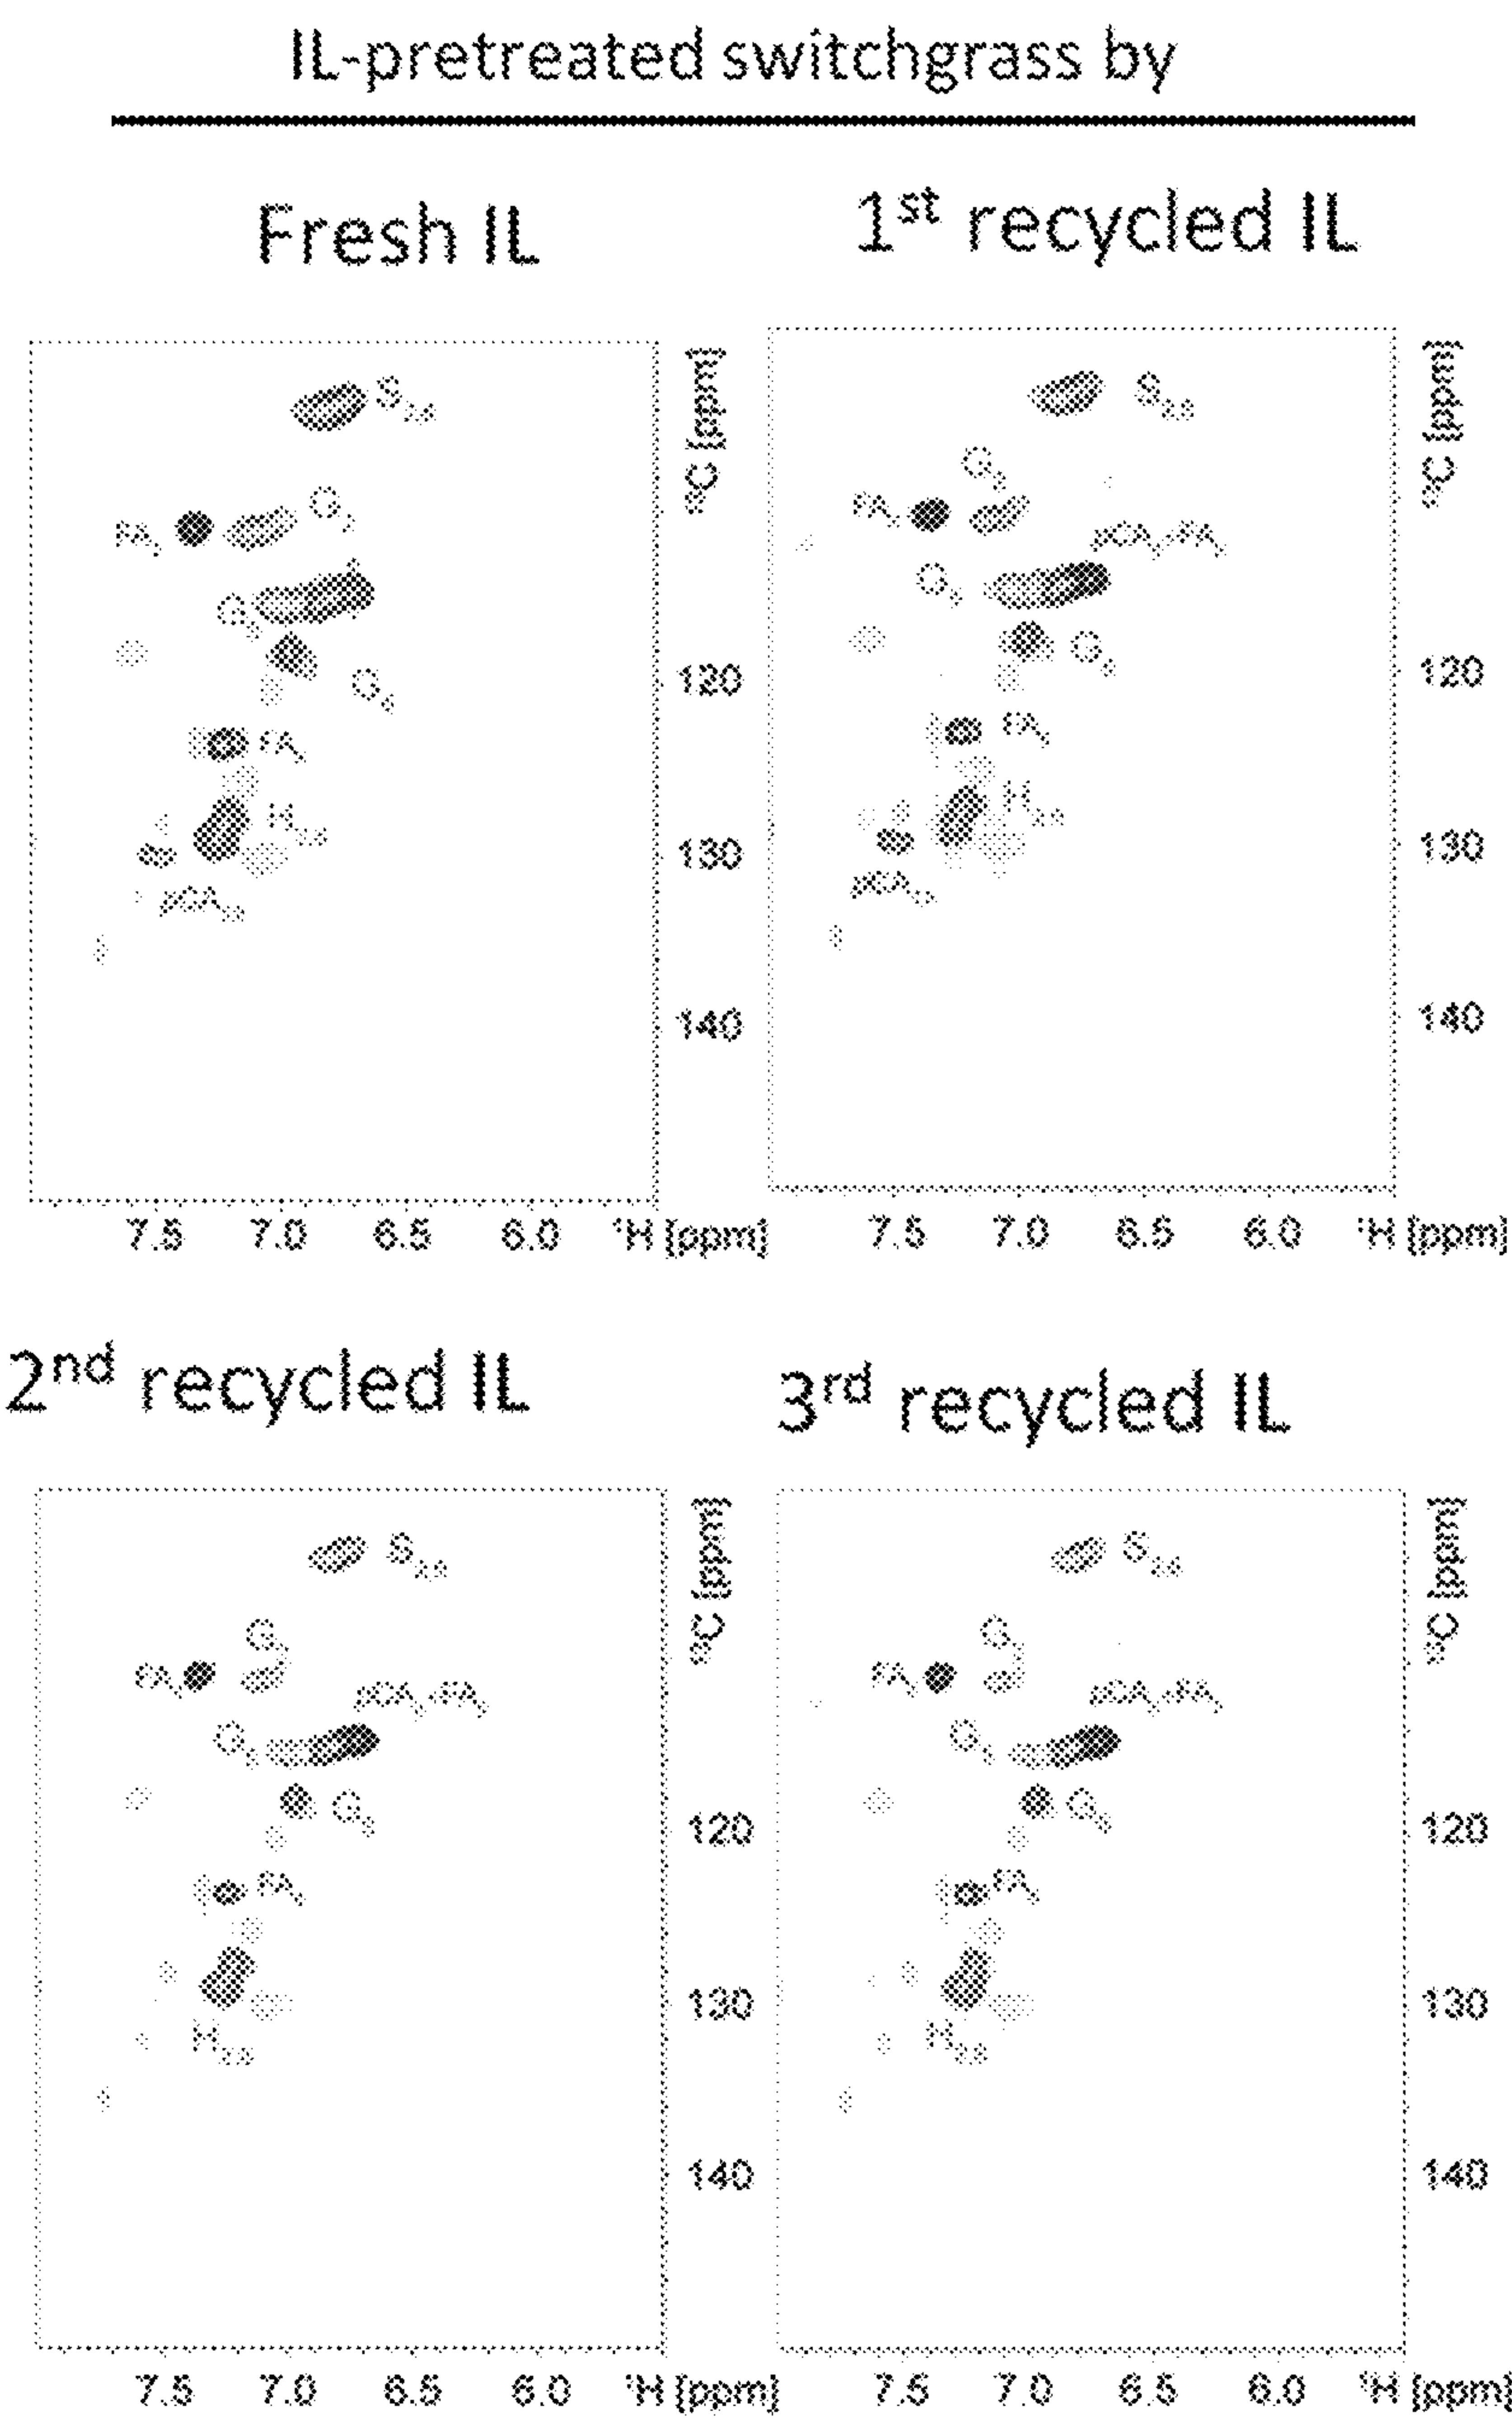 IL-pretreated switchgrass by
Fresh IL
1st recycled IL
S2,6
G2
FA2
G5
G6
FA6
H2,6
pCA2,6
¹³C [ppm]
120
130
140
7.5 7.0 6.5 6.0 ¹H [ppm]
S2,6
G2
FA2
pCA3+FA5
G5
G6
FA6
H2,6
pCA2,6
¹³C [ppm]
120
130
140
7.5 7.0 6.5 6.0 ¹H [ppm]
2nd recycled IL
3rd recycled IL
S2,6
G2
FA2
G5
G6
FA6
H2,6
¹³C [ppm]
120
130
140
7.5 7.0 6.5 6.0 ¹H [ppm]
S2,6
G2
FA2
G5
G6
FA6
H2,6
¹³C [ppm]
120
130
140
7.5 7.0 6.5 6.0 ¹H [ppm]